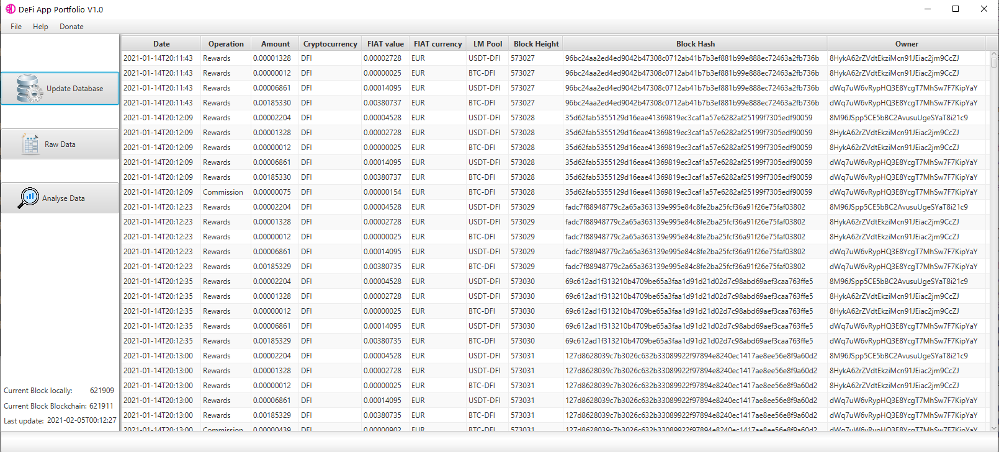 DeFi App Portfolio V1.0
File Help Donate
Date Operation Amount Cryptocurrency FIAT value FIAT currency LM Pool Block Height Block Hash Owner
2021-01-14T20:11:43 Rewards 0.00001328 DFI 0.00002728 EUR USDT-DFI 573027 96bc24aa2ed4ed9042b47308c0712ab41b7b3ef881b99e888ec72463a2fb736b 8HykA62rZVdtEkziMcn91JEiac2jm9CcZJ
2021-01-14T20:11:43 Rewards 0.00000012 DFI 0.00000025 EUR BTC-DFI 573027 96bc24aa2ed4ed9042b47308c0712ab41b7b3ef881b99e888ec72463a2fb736b 8HykA62rZVdtEkziMcn91JEiac2jm9CcZJ
2021-01-14T20:11:43 Rewards 0.00006861 DFI 0.00014095 EUR USDT-DFI 573027 96bc24aa2ed4ed9042b47308c0712ab41b7b3ef881b99e888ec72463a2fb736b dWq7uW6vRypHQ3E8YcgT7MhSw7F7KipYaY
2021-01-14T20:11:43 Rewards 0.00185330 DFI 0.00380737 EUR BTC-DFI 573027 96bc24aa2ed4ed9042b47308c0712ab41b7b3ef881b99e888ec72463a2fb736b dWq7uW6vRypHQ3E8YcgT7MhSw7F7KipYaY
2021-01-14T20:12:09 Rewards 0.00002204 DFI 0.00004528 EUR USDT-DFI 573028 35d62fab5355129d16eae41369819ec3caf1a57e6282af25199f7305edf90059 8M96JSpp5CE5bBC2AvusuUgeSYaT8i21c9
2021-01-14T20:12:09 Rewards 0.00001328 DFI 0.00002728 EUR USDT-DFI 573028 35d62fab5355129d16eae41369819ec3caf1a57e6282af25199f7305edf90059 8HykA62rZVdtEkziMcn91JEiac2jm9CcZJ
2021-01-14T20:12:09 Rewards 0.00000012 DFI 0.00000025 EUR BTC-DFI 573028 35d62fab5355129d16eae41369819ec3caf1a57e6282af25199f7305edf90059 8HykA62rZVdtEkziMcn91JEiac2jm9CcZJ
2021-01-14T20:12:09 Rewards 0.00006861 DFI 0.00014095 EUR USDT-DFI 573028 35d62fab5355129d16eae41369819ec3caf1a57e6282af25199f7305edf90059 dWq7uW6vRypHQ3E8YcgT7MhSw7F7KipYaY
2021-01-14T20:12:09 Rewards 0.00185330 DFI 0.00380737 EUR BTC-DFI 573028 35d62fab5355129d16eae41369819ec3caf1a57e6282af25199f7305edf90059 dWq7uW6vRypHQ3E8YcgT7MhSw7F7KipYaY
2021-01-14T20:12:09 Commission 0.00000075 DFI 0.00000154 EUR BTC-DFI 573028 35d62fab5355129d16eae41369819ec3caf1a57e6282af25199f7305edf90059 8HykA62rZVdtEkziMcn91JEiac2jm9CcZJ
2021-01-14T20:12:23 Rewards 0.00002204 DFI 0.00004528 EUR USDT-DFI 573029 fadc7f88948779c2a65a363139e995e84c8fe2ba25fcf36a91f26e75faf03802 8M96JSpp5CE5bBC2AvusuUgeSYaT8i21c9
2021-01-14T20:12:23 Rewards 0.00001328 DFI 0.00002728 EUR USDT-DFI 573029 fadc7f88948779c2a65a363139e995e84c8fe2ba25fcf36a91f26e75faf03802 8HykA62rZVdtEkziMcn91JEiac2jm9CcZJ
2021-01-14T20:12:23 Rewards 0.00000012 DFI 0.00000025 EUR BTC-DFI 573029 fadc7f88948779c2a65a363139e995e84c8fe2ba25fcf36a91f26e75faf03802 8HykA62rZVdtEkziMcn91JEiac2jm9CcZJ
2021-01-14T20:12:23 Rewards 0.00006861 DFI 0.00014095 EUR USDT-DFI 573029 fadc7f88948779c2a65a363139e995e84c8fe2ba25fcf36a91f26e75faf03802 dWq7uW6vRypHQ3E8YcgT7MhSw7F7KipYaY
2021-01-14T20:12:23 Rewards 0.00185329 DFI 0.00380735 EUR BTC-DFI 573029 fadc7f88948779c2a65a363139e995e84c8fe2ba25fcf36a91f26e75faf03802 dWq7uW6vRypHQ3E8YcgT7MhSw7F7KipYaY
2021-01-14T20:12:35 Rewards 0.00002204 DFI 0.00004528 EUR USDT-DFI 573030 69c612ad1f313210b4709be65a3faa1d91d21d02d7c98abd69aef3caa763ffe5 8M96JSpp5CE5bBC2AvusuUgeSYaT8i21c9
2021-01-14T20:12:35 Rewards 0.00001328 DFI 0.00002728 EUR USDT-DFI 573030 69c612ad1f313210b4709be65a3faa1d91d21d02d7c98abd69aef3caa763ffe5 8HykA62rZVdtEkziMcn91JEiac2jm9CcZJ
2021-01-14T20:12:35 Rewards 0.00000012 DFI 0.00000025 EUR BTC-DFI 573030 69c612ad1f313210b4709be65a3faa1d91d21d02d7c98abd69aef3caa763ffe5 8HykA62rZVdtEkziMcn91JEiac2jm9CcZJ
2021-01-14T20:12:35 Rewards 0.00006861 DFI 0.00014095 EUR USDT-DFI 573030 69c612ad1f313210b4709be65a3faa1d91d21d02d7c98abd69aef3caa763ffe5 dWq7uW6vRypHQ3E8YcgT7MhSw7F7KipYaY
2021-01-14T20:12:35 Rewards 0.00185329 DFI 0.00380735 EUR BTC-DFI 573030 69c612ad1f313210b4709be65a3faa1d91d21d02d7c98abd69aef3caa763ffe5 dWq7uW6vRypHQ3E8YcgT7MhSw7F7KipYaY
2021-01-14T20:13:00 Rewards 0.00002204 DFI 0.00004528 EUR USDT-DFI 573031 127d8628039c7b3026c632b33089922f97894e8240ec1417ae8ee56e8f9a60d2 8M96JSpp5CE5bBC2AvusuUgeSYaT8i21c9
2021-01-14T20:13:00 Rewards 0.00001328 DFI 0.00002728 EUR USDT-DFI 573031 127d8628039c7b3026c632b33089922f97894e8240ec1417ae8ee56e8f9a60d2 8HykA62rZVdtEkziMcn91JEiac2jm9CcZJ
2021-01-14T20:13:00 Rewards 0.00000012 DFI 0.00000025 EUR BTC-DFI 573031 127d8628039c7b3026c632b33089922f97894e8240ec1417ae8ee56e8f9a60d2 8HykA62rZVdtEkziMcn91JEiac2jm9CcZJ
2021-01-14T20:13:00 Rewards 0.00006861 DFI 0.00014095 EUR USDT-DFI 573031 127d8628039c7b3026c632b33089922f97894e8240ec1417ae8ee56e8f9a60d2 dWq7uW6vRypHQ3E8YcgT7MhSw7F7KipYaY
2021-01-14T20:13:00 Rewards 0.00185329 DFI 0.00380735 EUR BTC-DFI 573031 127d8628039c7b3026c632b33089922f97894e8240ec1417ae8ee56e8f9a60d2 dWq7uW6vRypHQ3E8YcgT7MhSw7F7KipYaY
2021-01-14T20:13:00 Commission 0.00000439 DFI 0.00000902 EUR BTC-DFI 573031 127d8628039c7b3026c632b33089922f97894e8240ec1417ae8ee56e8f9a60d2 dWq7uW6vRypHQ3E8YcgT7MhSw7F7KipYaY
Update Database
Raw Data
Analyse Data
Current Block locally: 621909
Current Block Blockchain: 621911
Last update: 2021-02-05T00:12:27